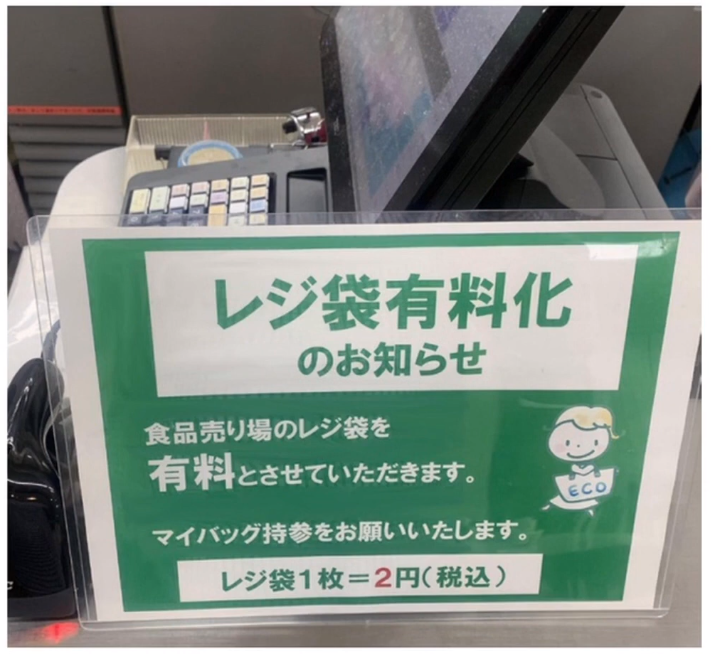 レジ袋有料化
のお知らせ
食品売り場のレジ袋を
有料とさせていただきます。
ECO
マイバッグ持参をお願いいたします。
レジ袋1枚=2円(税込)